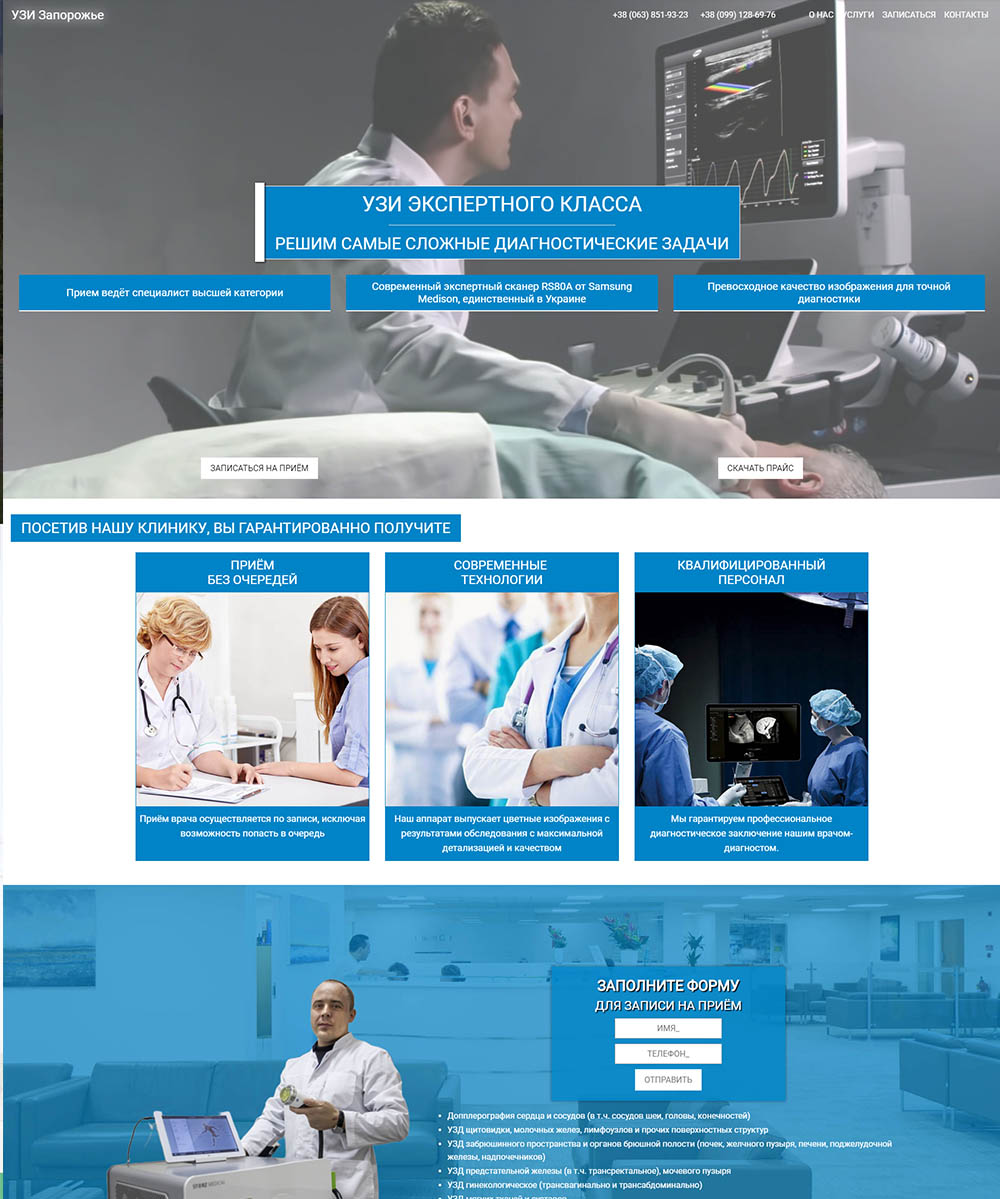 УЗИ Запорожье
+38 (063) 851-93-23 +38 (099) 128-69-76 О НАС УСЛУГИ ЗАПИСАТЬСЯ КОНТАКТЫ
УЗИ ЭКСПЕРТНОГО КЛАССА
РЕШИМ САМЫЕ СЛОЖНЫЕ ДИАГНОСТИЧЕСКИЕ ЗАДАЧИ
Прием ведёт специалист высшей категории
Современный экспертный сканер RS80A от Samsung
Medison, единственный в Украине
Превосходное качество изображения для точной
диагностики
ЗАПИСАТЬСЯ НА ПРИЁМ
СКАЧАТЬ ПРАЙС
ПОСЕТИВ НАШУ КЛИНИКУ, ВЫ ГАРАНТИРОВАННО ПОЛУЧИТЕ
ПРИЁМ
БЕЗ ОЧЕРЕДЕЙ
Приём врача осуществляется по записи, исключая
возможность попасть в очередь
СОВРЕМЕННЫЕ
ТЕХНОЛОГИИ
Наш аппарат выпускает цветные изображения с
результатами обследования с максимальной
детализацией и качеством
КВАЛИФИЦИРОВАННЫЙ
ПЕРСОНАЛ
Мы гарантируем профессиональное
диагностическое заключение нашим врачом-
диагностом.
ЗАПОЛНИТЕ ФОРМУ
ДЛЯ ЗАПИСИ НА ПРИЁМ
ИМЯ_
ТЕЛЕФОН_
ОТПРАВИТЬ
• Допплерография сердца и сосудов (в т.ч. сосудов шеи, головы, конечностей)
• УЗД щитовидки, молочных желез, лимфоузлов и прочих поверхностных структур
• УЗД забрюшинного пространства и органов брюшной полости (почек, желчного пузыря, печени, поджелудочной
железы, надпочечников)
• УЗД предстательной железы (в т.ч. трансректальное), мочевого пузыря
• УЗД гинекологическое (трансвагинально и трансабдоминально)
STORZ MEDICAL